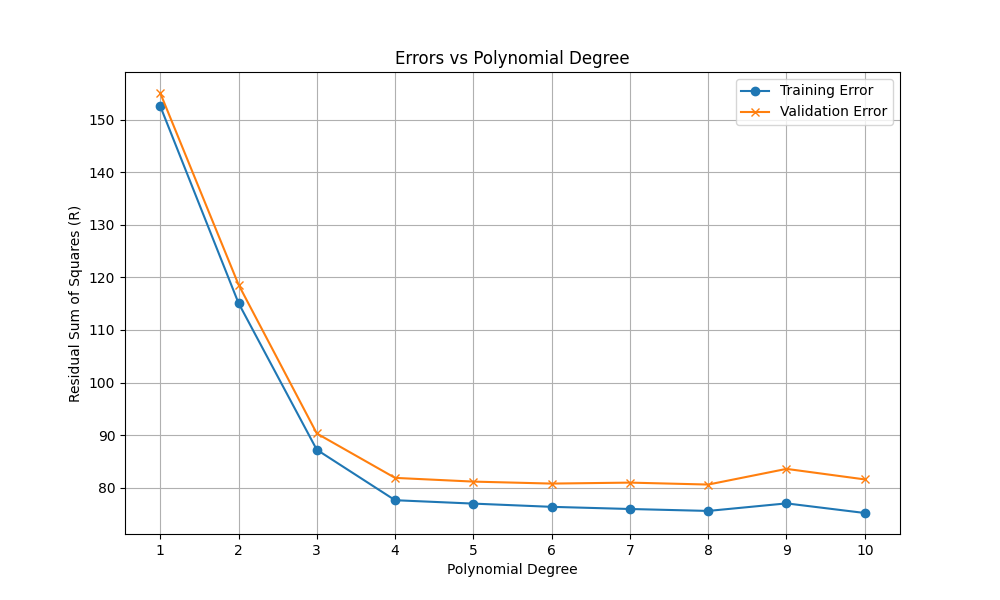 Errors vs Polynomial Degree
Training Error
Validation Error
Residual Sum of Squares (R)
150
140
130
120
110
100
90
80
1 2 3 4 5 6 7 8 9 10
Polynomial Degree